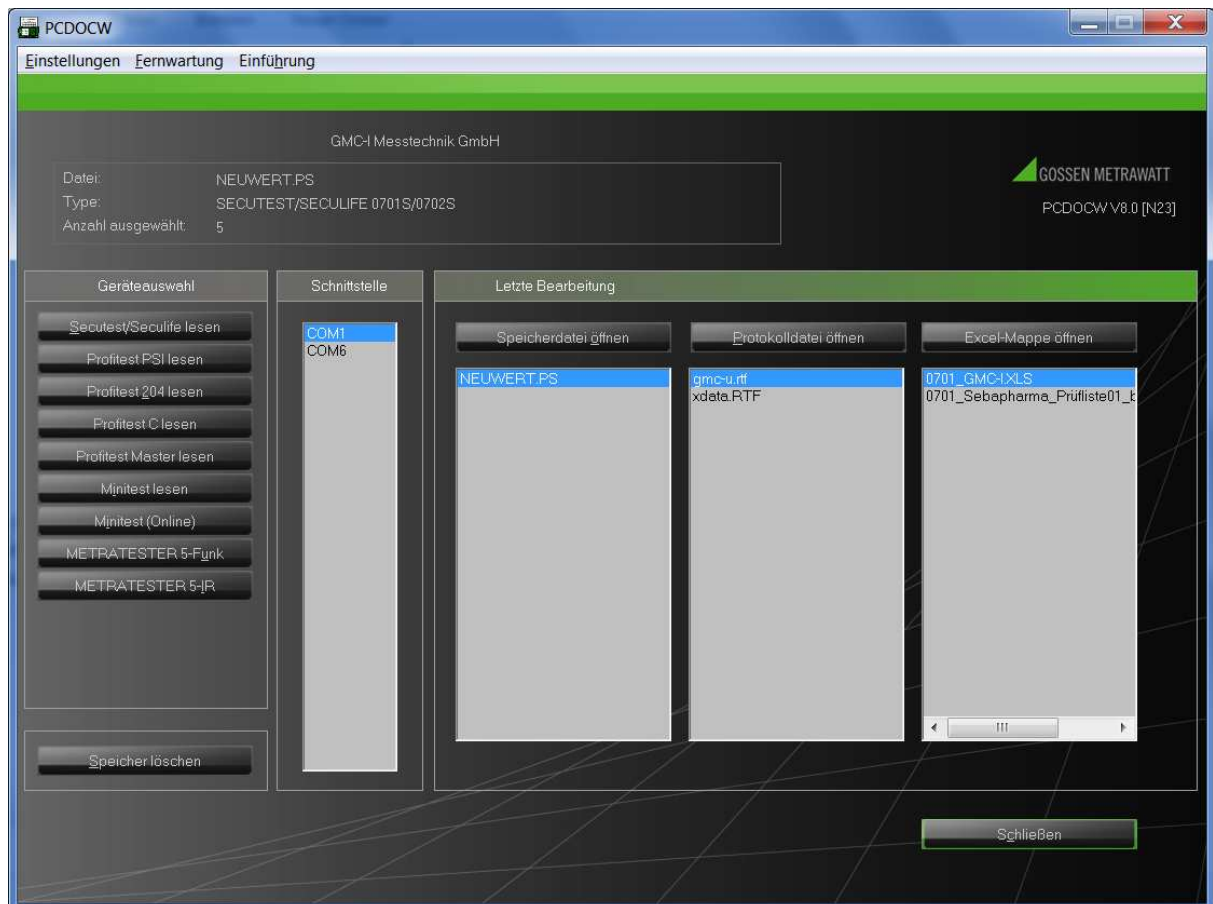 PCDOCW
Einstellungen Fernwartung Einführung
GMC-I Messtechnik GmbH
Datei: NEUWERT.PS
Type: SECUTEST/SECULIFE 0701S/0702S
Anzahl ausgewählt: 5
GOSSEN METRAWATT
PCDOCW V8.0 [N23]
Geräteauswahl
Secutest/Seculife lesen
Profitest PSI lesen
Profitest 204 lesen
Profitest C lesen
Profitest Master lesen
Minitest lesen
Minitest (Online)
METRATESTER 5-Funk
METRATESTER 5-IR
Speicher löschen
Schnittstelle
COM1
COM6
Letzte Bearbeitung
Speicherdatei öffnen
NEUWERT.PS
Protokolldatei öffnen
gmc-u.rtf
xdata.RTF
Excel-Mappe öffnen
0701_GMC-I.XLS
0701_Sebapharma_Prüfliste01_b
Schließen